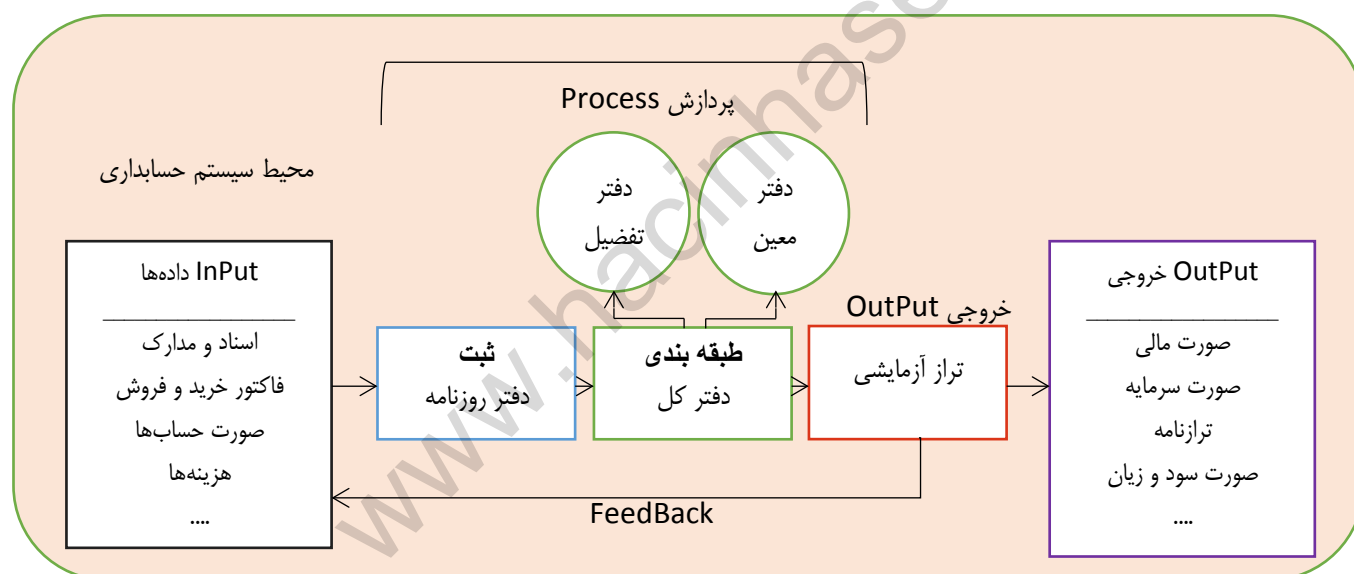 پردازش Process
محیط سیستم حسابداری
دفتر
معین
دفتر
تفضیل
InPut داده‌ها
اسناد و مدارک
فاکتور خرید و فروش
صورت حساب‌ها
هزینه‌ها
....
ثبت
دفتر روزنامه
طبقه بندی
دفتر کل
خروجی OutPut
تراز آزمایشی
OutPut خروجی
صورت مالی
صورت سرمایه
ترازنامه
صورت سود و زیان
....
FeedBack
www.hacinhas